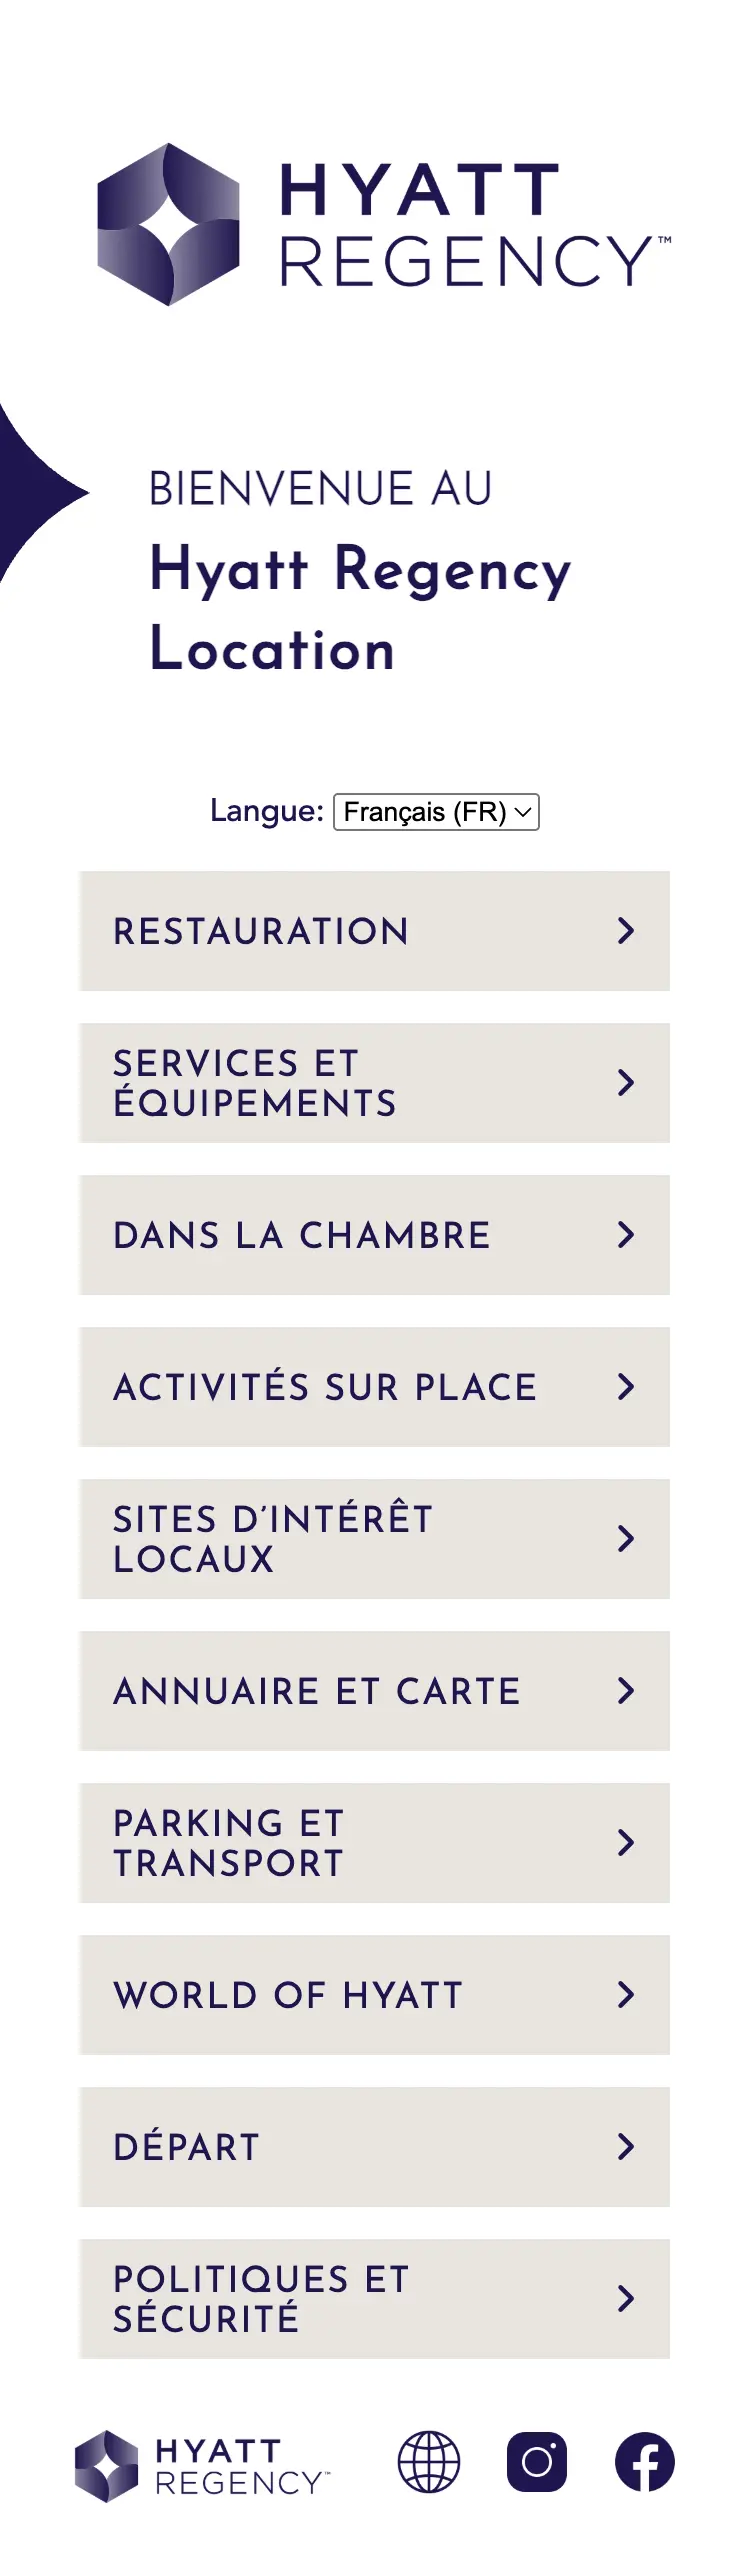 HYATT
REGENCY™
BIENVENUE AU
Hyatt Regency
Location
Langue: Français (FR)
RESTAURATION
SERVICES ET
ÉQUIPEMENTS
DANS LA CHAMBRE
ACTIVITÉS SUR PLACE
SITES D’INTÉRÊT
LOCAUX
ANNUAIRE ET CARTE
PARKING ET
TRANSPORT
WORLD OF HYATT
DÉPART
POLITIQUES ET
SÉCURITÉ
HYATT
REGENCY™